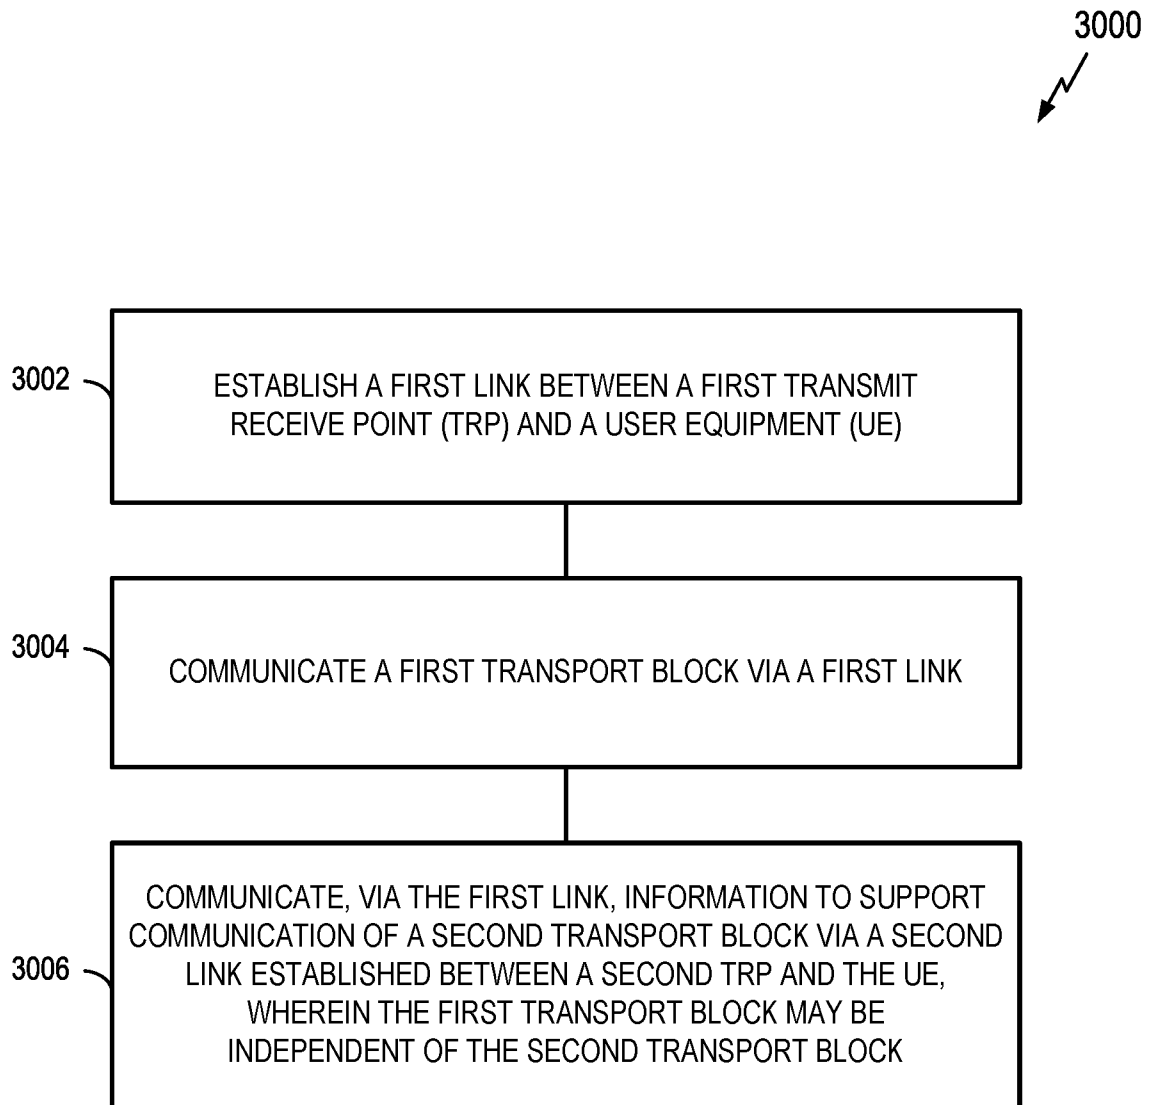 3000
3002
ESTABLISH A FIRST LINK BETWEEN A FIRST TRANSMIT
RECEIVE POINT (TRP) AND A USER EQUIPMENT (UE)
3004
COMMUNICATE A FIRST TRANSPORT BLOCK VIA A FIRST LINK
3006
COMMUNICATE, VIA THE FIRST LINK, INFORMATION TO SUPPORT
COMMUNICATION OF A SECOND TRANSPORT BLOCK VIA A SECOND
LINK ESTABLISHED BETWEEN A SECOND TRP AND THE UE,
WHEREIN THE FIRST TRANSPORT BLOCK MAY BE
INDEPENDENT OF THE SECOND TRANSPORT BLOCK